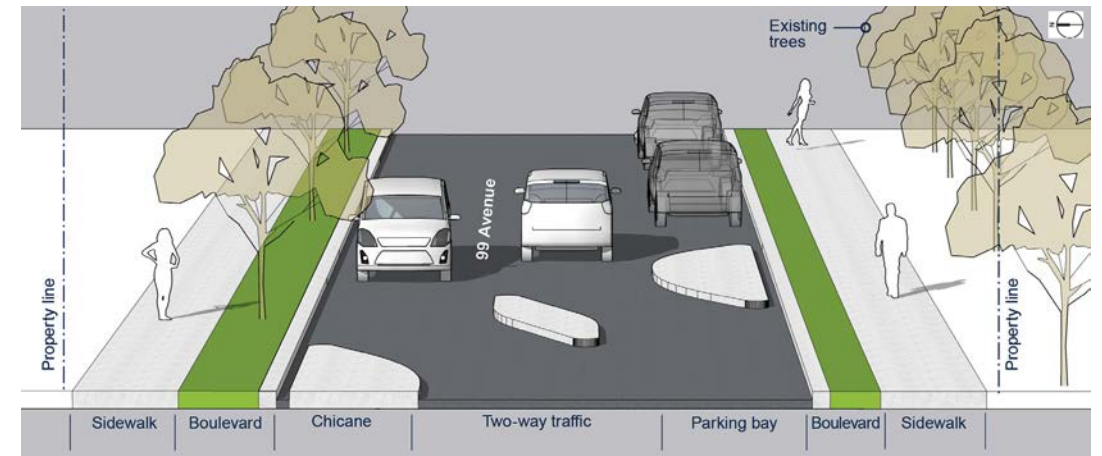 Existing
trees
N
99 Avenue
Property line
Property line
Sidewalk
Boulevard
Chicane
Two-way traffic
Parking bay
Boulevard
Sidewalk